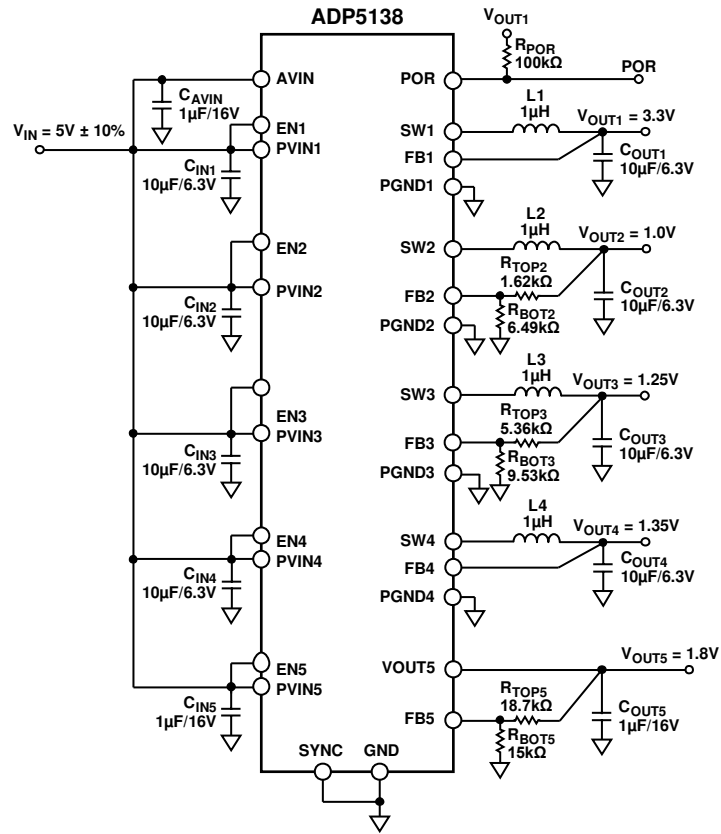 ADP5138
VOUT1
RPOR
100kΩ
AVIN
POR
POR
CAVIN
1µF/16V
VIN = 5V ± 10%
EN1
PVIN1
CIN1
10µF/6.3V
L1
1µH
VOUT1 = 3.3V
SW1
FB1
COUT1
10µF/6.3V
PGND1
EN2
PVIN2
CIN2
10µF/6.3V
L2
1µH
VOUT2 = 1.0V
SW2
RTOP2
1.62kΩ
FB2
RBOT2
6.49kΩ
COUT2
10µF/6.3V
PGND2
EN3
PVIN3
CIN3
10µF/6.3V
L3
1µH
VOUT3 = 1.25V
SW3
RTOP3
5.36kΩ
FB3
RBOT3
9.53kΩ
COUT3
10µF/6.3V
PGND3
EN4
PVIN4
CIN4
10µF/6.3V
L4
1µH
VOUT4 = 1.35V
SW4
FB4
COUT4
10µF/6.3V
PGND4
EN5
PVIN5
CIN5
1µF/16V
VOUT5
VOUT5 = 1.8V
RTOP5
18.7kΩ
FB5
RBOT5
15kΩ
COUT5
1µF/16V
SYNC
GND